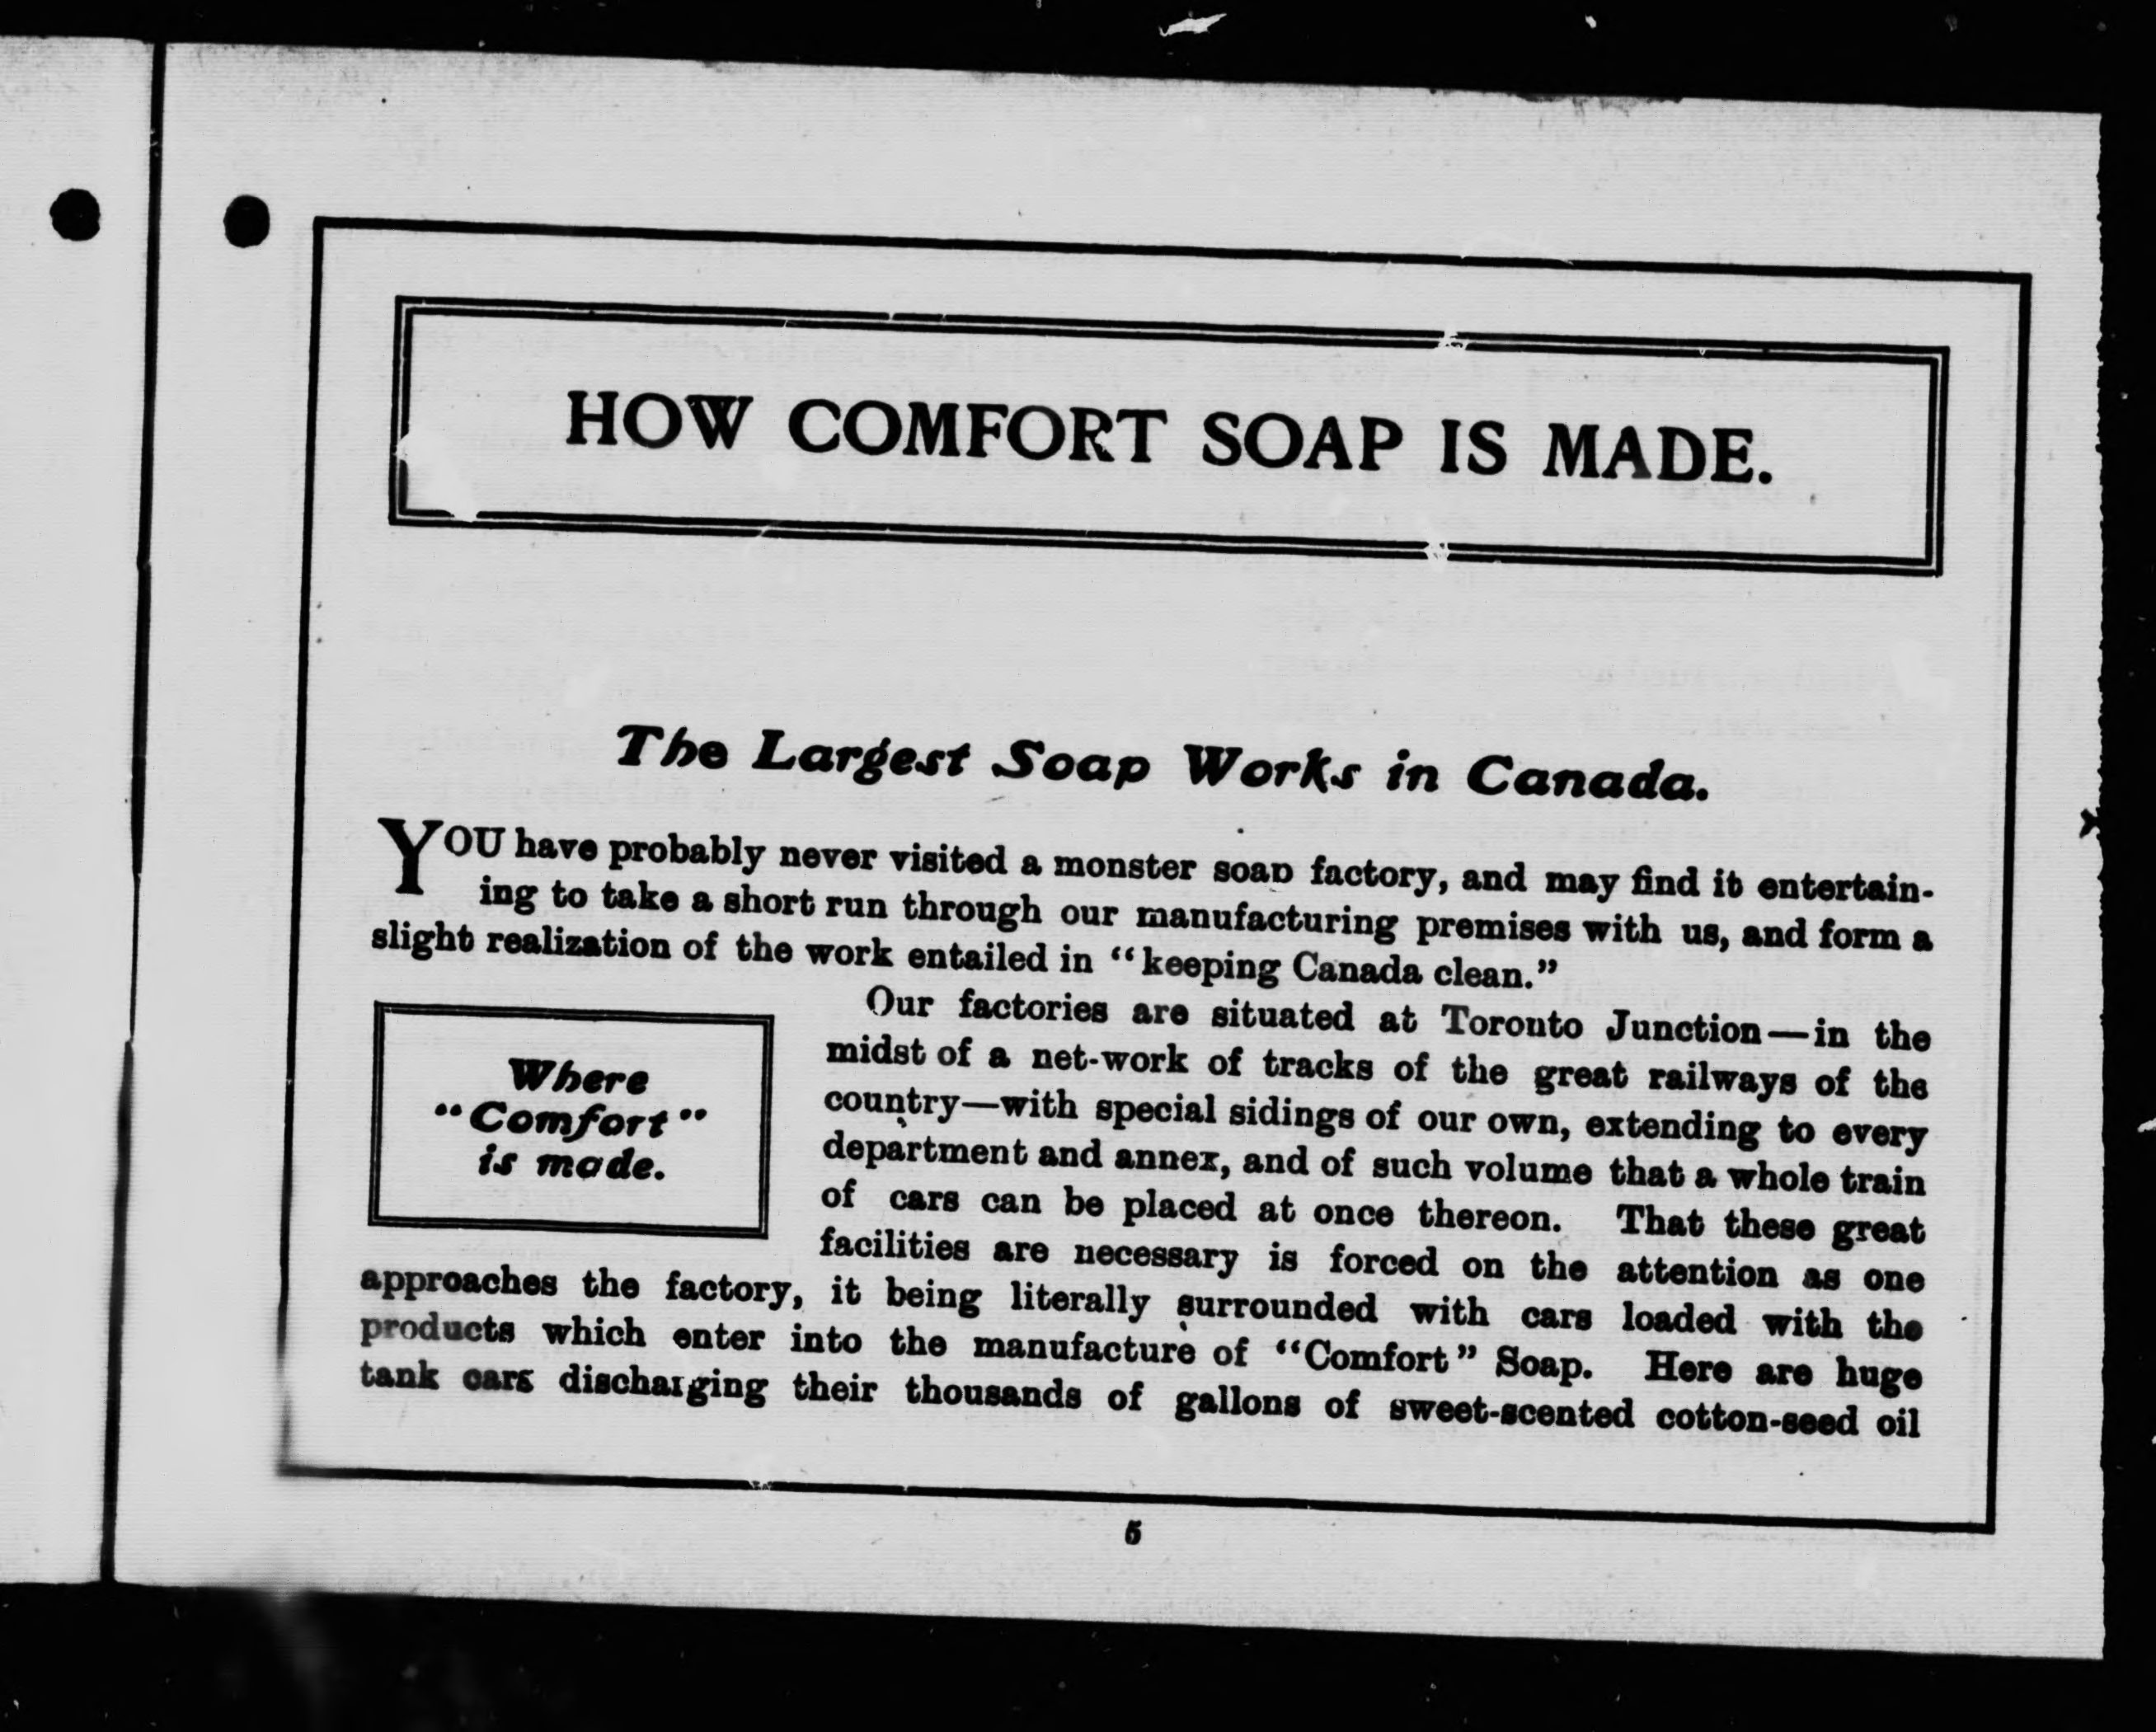 HOW COMFORT SOAP IS MADE.
The Largest Soap Works in Canada.
YOU have probably never visited a monster soap factory, and may find it entertain-
ing to take a short run through our manufacturing premises with us, and form a
slight realization of the work entailed in "keeping Canada clean."
Where
"Comfort"
is made.
Our factories are situated at Toronto Junction—in the
midst of a net-work of tracks of the great railways of the
country—with special sidings of our own, extending to every
department and annex, and of such volume that a whole train
of cars can be placed at once thereon. That these great
facilities are necessary is forced on the attention as one
approaches the factory, it being literally surrounded with cars loaded with the
products which enter into the manufacture of "Comfort" Soap. Here are huge
tank cars discharging their thousands of gallons of sweet-scented cotton-seed oil
5